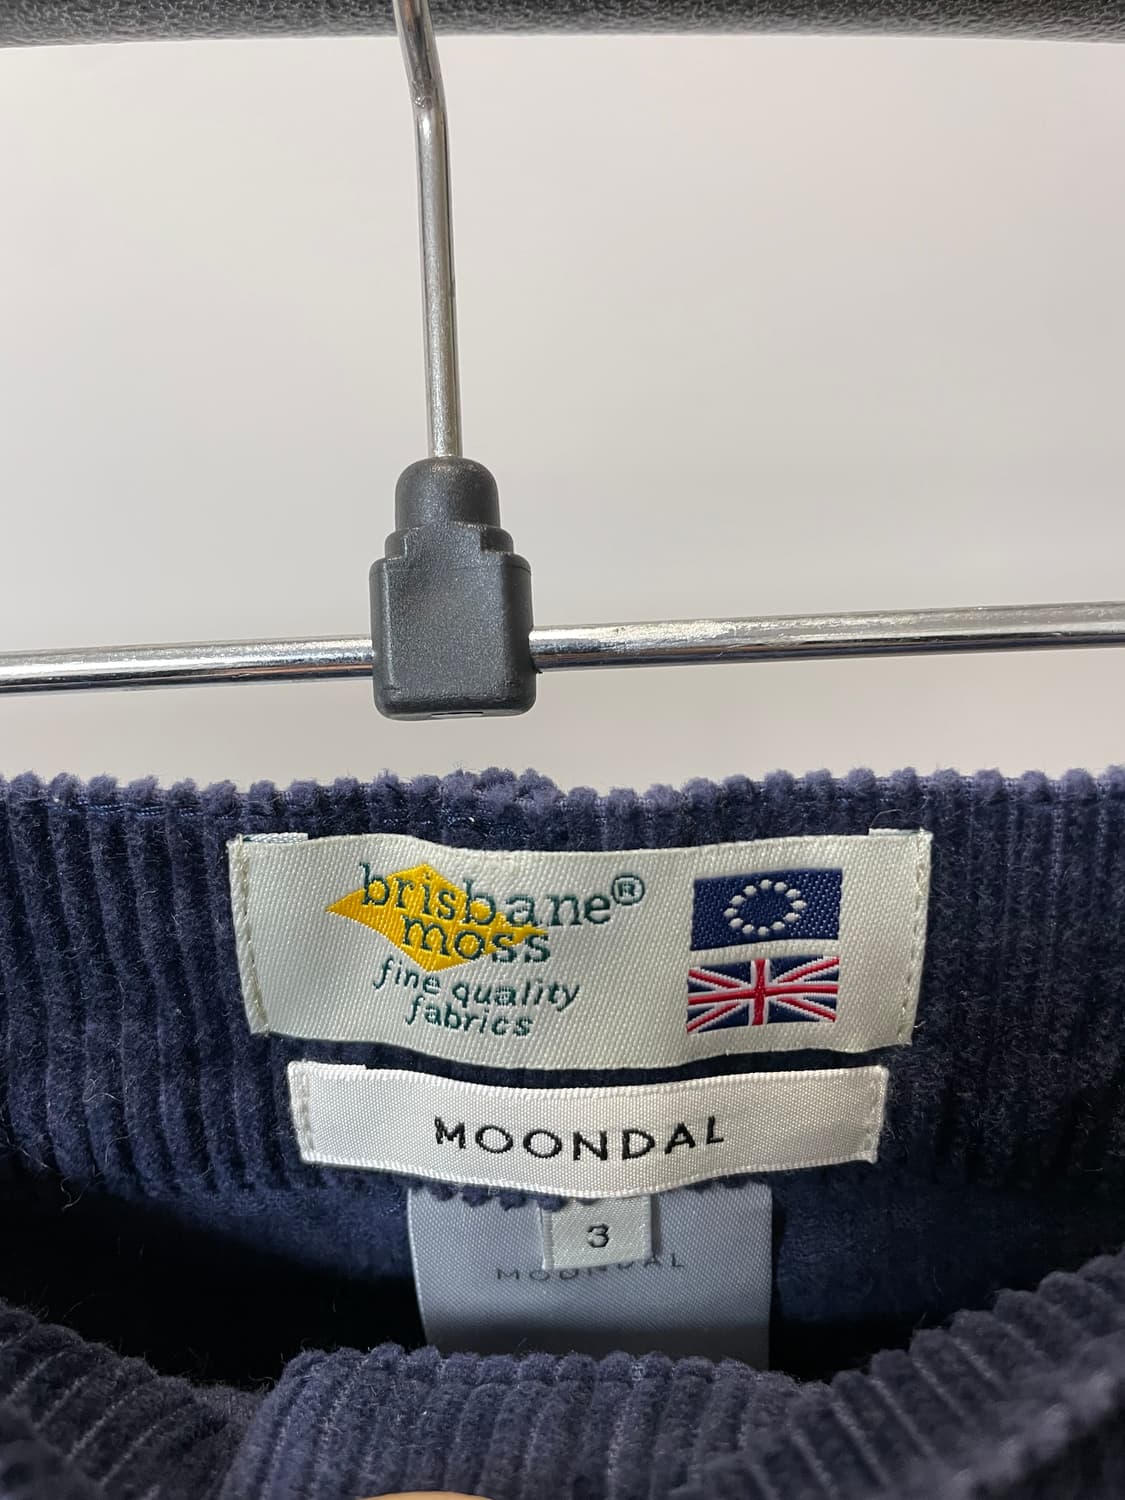 brisbane®
moss
fine quality
fabrics
MOONDAL
3
MOONDAL